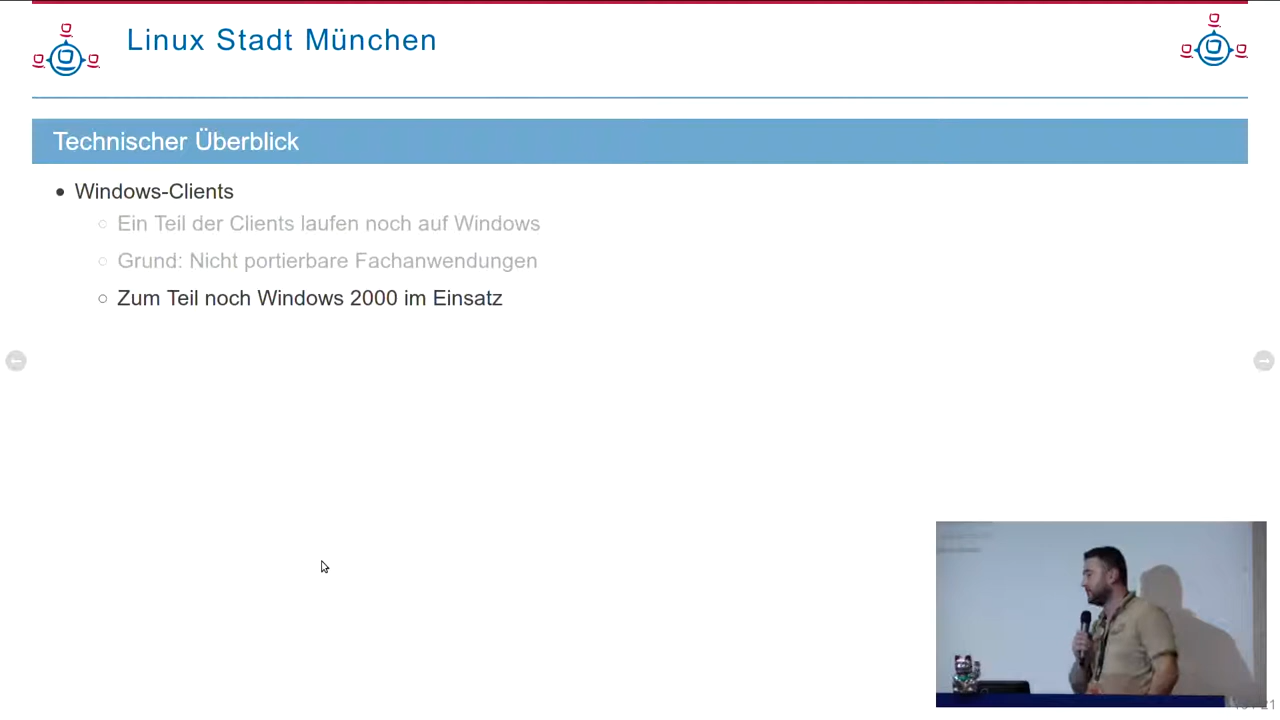 Linux Stadt München
Technischer Überblick
Windows-Clients
Ein Teil der Clients laufen noch auf Windows
Grund: Nicht portierbare Fachanwendungen
Zum Teil noch Windows 2000 im Einsatz